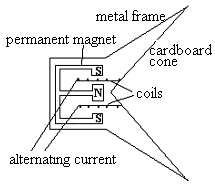 metal frame
permanent magnet
cardboard
cone
S
N
coils
S
alternating current